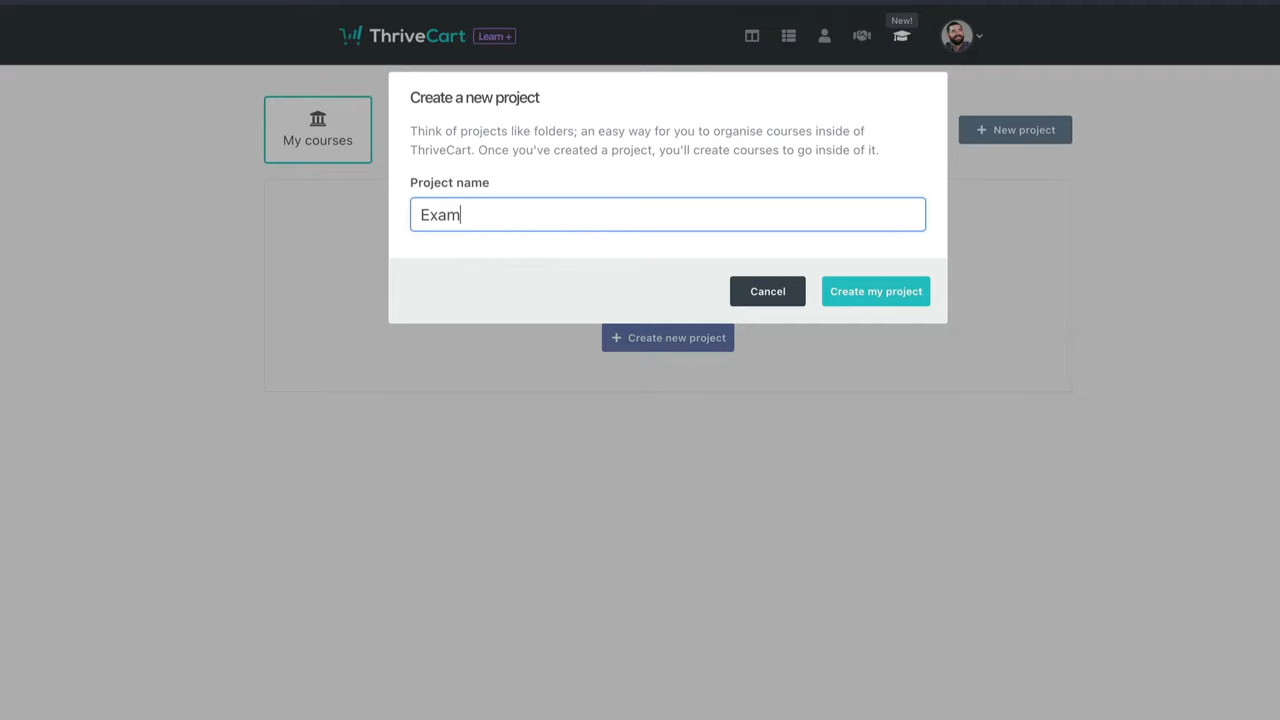 New!
ThriveCart Learn +
Create a new project
Think of projects like folders; an easy way for you to organise courses inside of
ThriveCart. Once you've created a project, you'll create courses to go inside of it.
My courses
+ New project
Project name
Exam
Cancel
Create my project
+ Create new project